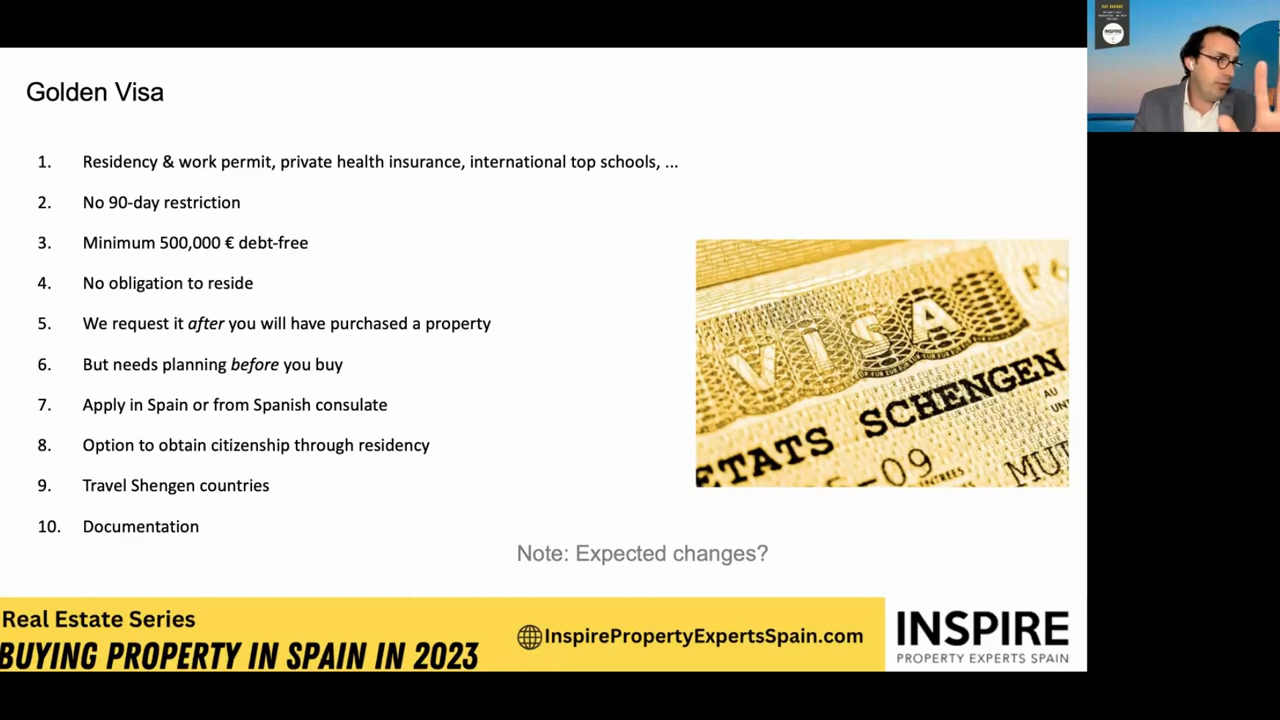 Golden Visa
1. Residency & work permit, private health insurance, international top schools, ...
2. No 90-day restriction
3. Minimum 500,000 € debt-free
4. No obligation to reside
5. We request it after you will have purchased a property
6. But needs planning before you buy
7. Apply in Spain or from Spanish consulate
8. Option to obtain citizenship through residency
9. Travel Shengen countries
10. Documentation
VISA
ETATS SCHENGEN
AU
-09
MUL
Note: Expected changes?
Real Estate Series
BUYING PROPERTY IN SPAIN IN 2023
InspirePropertyExpertsSpain.com
INSPIRE
PROPERTY EXPERTS SPAIN
INSPIRE